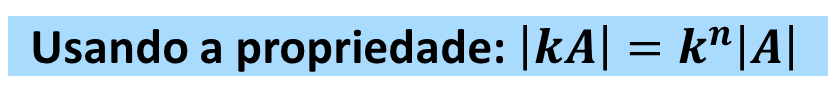 Usando a propriedade: |kA| = kⁿ|A|